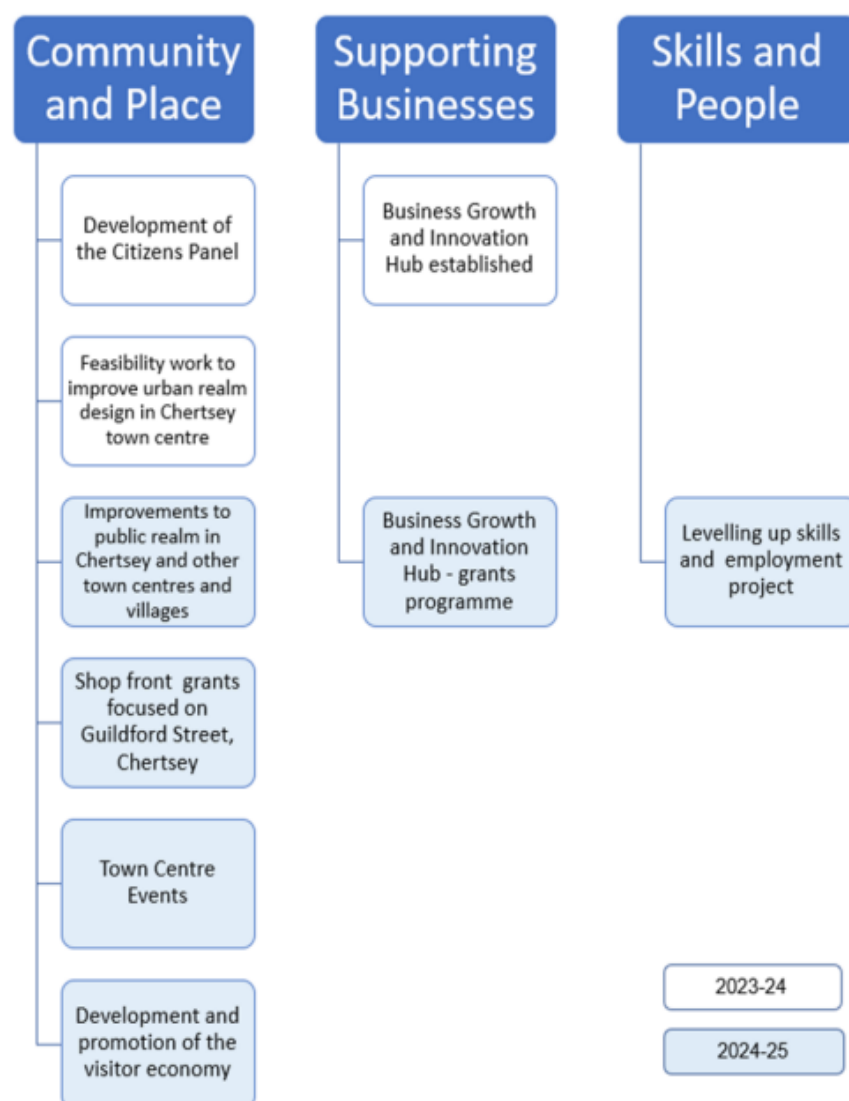 Community
and Place
Development of
the Citizens Panel
Feasibility work to
improve urban realm
design in Chertsey
town centre
Improvements to
public realm in
Chertsey and other
town centres and
villages
Shop front grants
focused on
Guildford Street,
Chertsey
Town Centre
Events
Development and
promotion of the
visitor economy
Supporting
Businesses
Business Growth
and Innovation
Hub established
Business Growth
and Innovation
Hub - grants
programme
Skills and
People
Levelling up skills
and employment
project
2023-24
2024-25